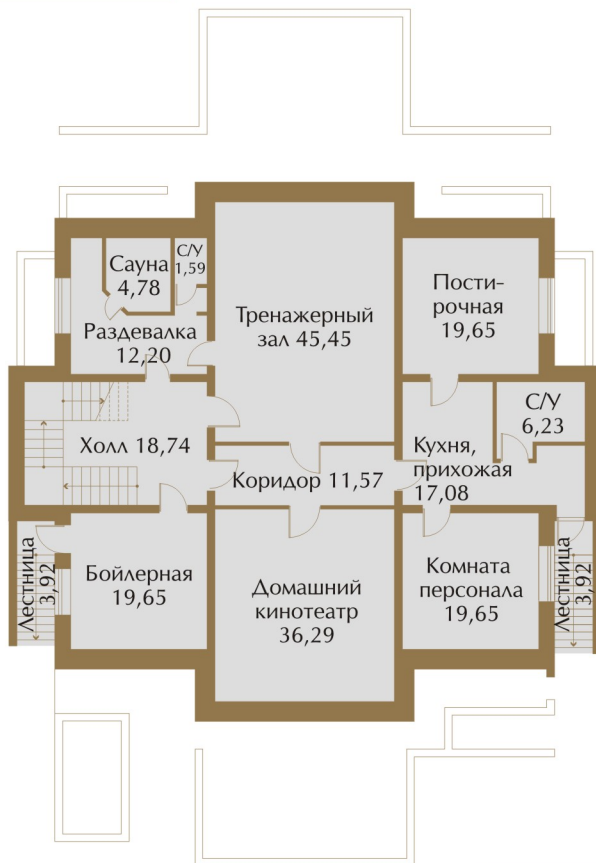 Сауна
4,78
С/У
1,59
Раздевалка
12,20
Тренажерный
зал 45,45
Пости-
рочная
19,65
С/У
6,23
Холл 18,74
Кухня,
прихожая
17,08
Коридор 11,57
Лестница
3,92
Бойлерная
19,65
Домашний
кинотеатр
36,29
Комната
персонала
19,65
Лестница
3,92